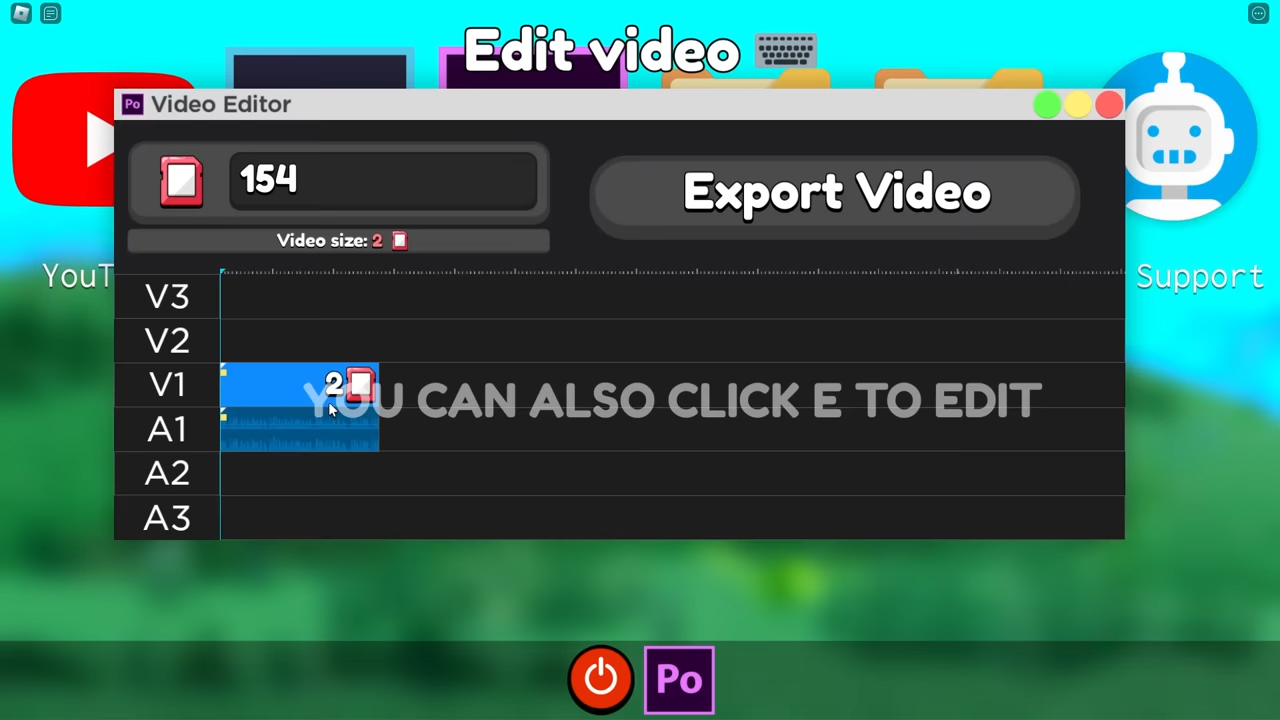 Edit video
Po Video Editor
154
Export Video
Video size: 2
YouT
Support
V3
V2
V1
2
YOU CAN ALSO CLICK E TO EDIT
A1
A2
A3
Po